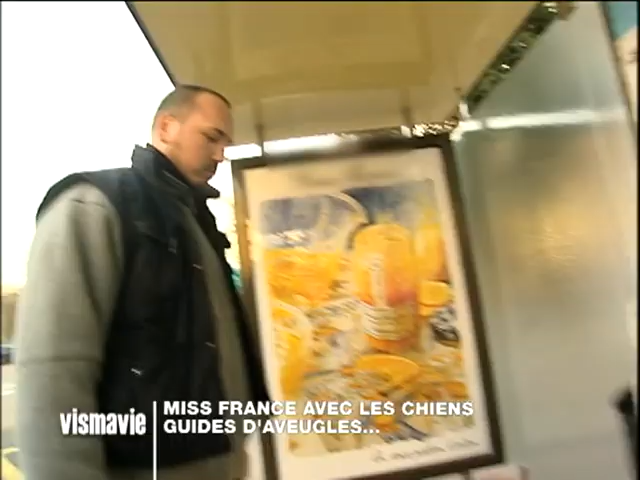 vismavie
MISS FRANCE AVEC LES CHIENS
GUIDES D'AVEUGLES...